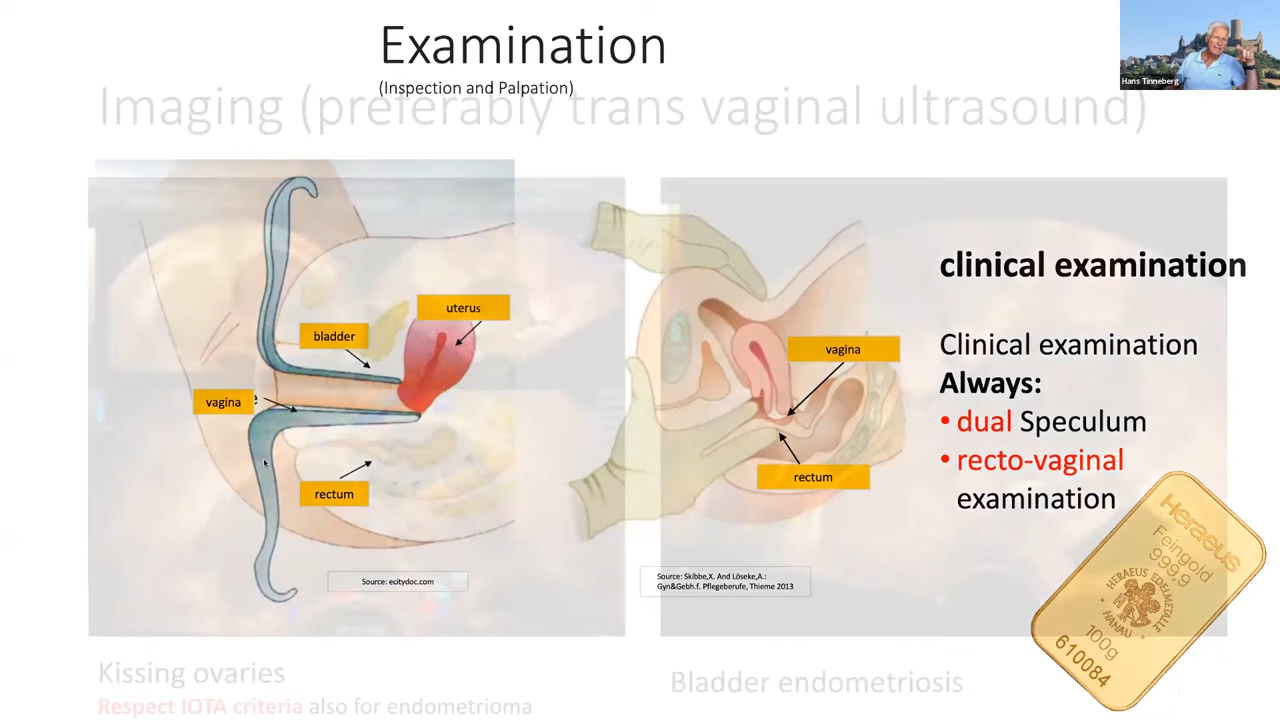 Examination
(Inspection and Palpation)
Imaging (preferably trans vaginal ultrasound)
Hans Tinneberg
uterus
bladder
vagina
rectum
Source: ecitydoc.com
vagina
rectum
Source: Skibbe,X. And Löseke,A.:
Gyn&Gebh.f. Pflegeberufe, Thieme 2013
clinical examination
Clinical examination
Always:
• dual Speculum
• recto-vaginal
examination
Heraeus
Feingold
999,9
HERAEUS EDELMETALLE
HANAU
100g
610084
Kissing ovaries
Respect IOTA criteria also for endometrioma
Bladder endometriosis